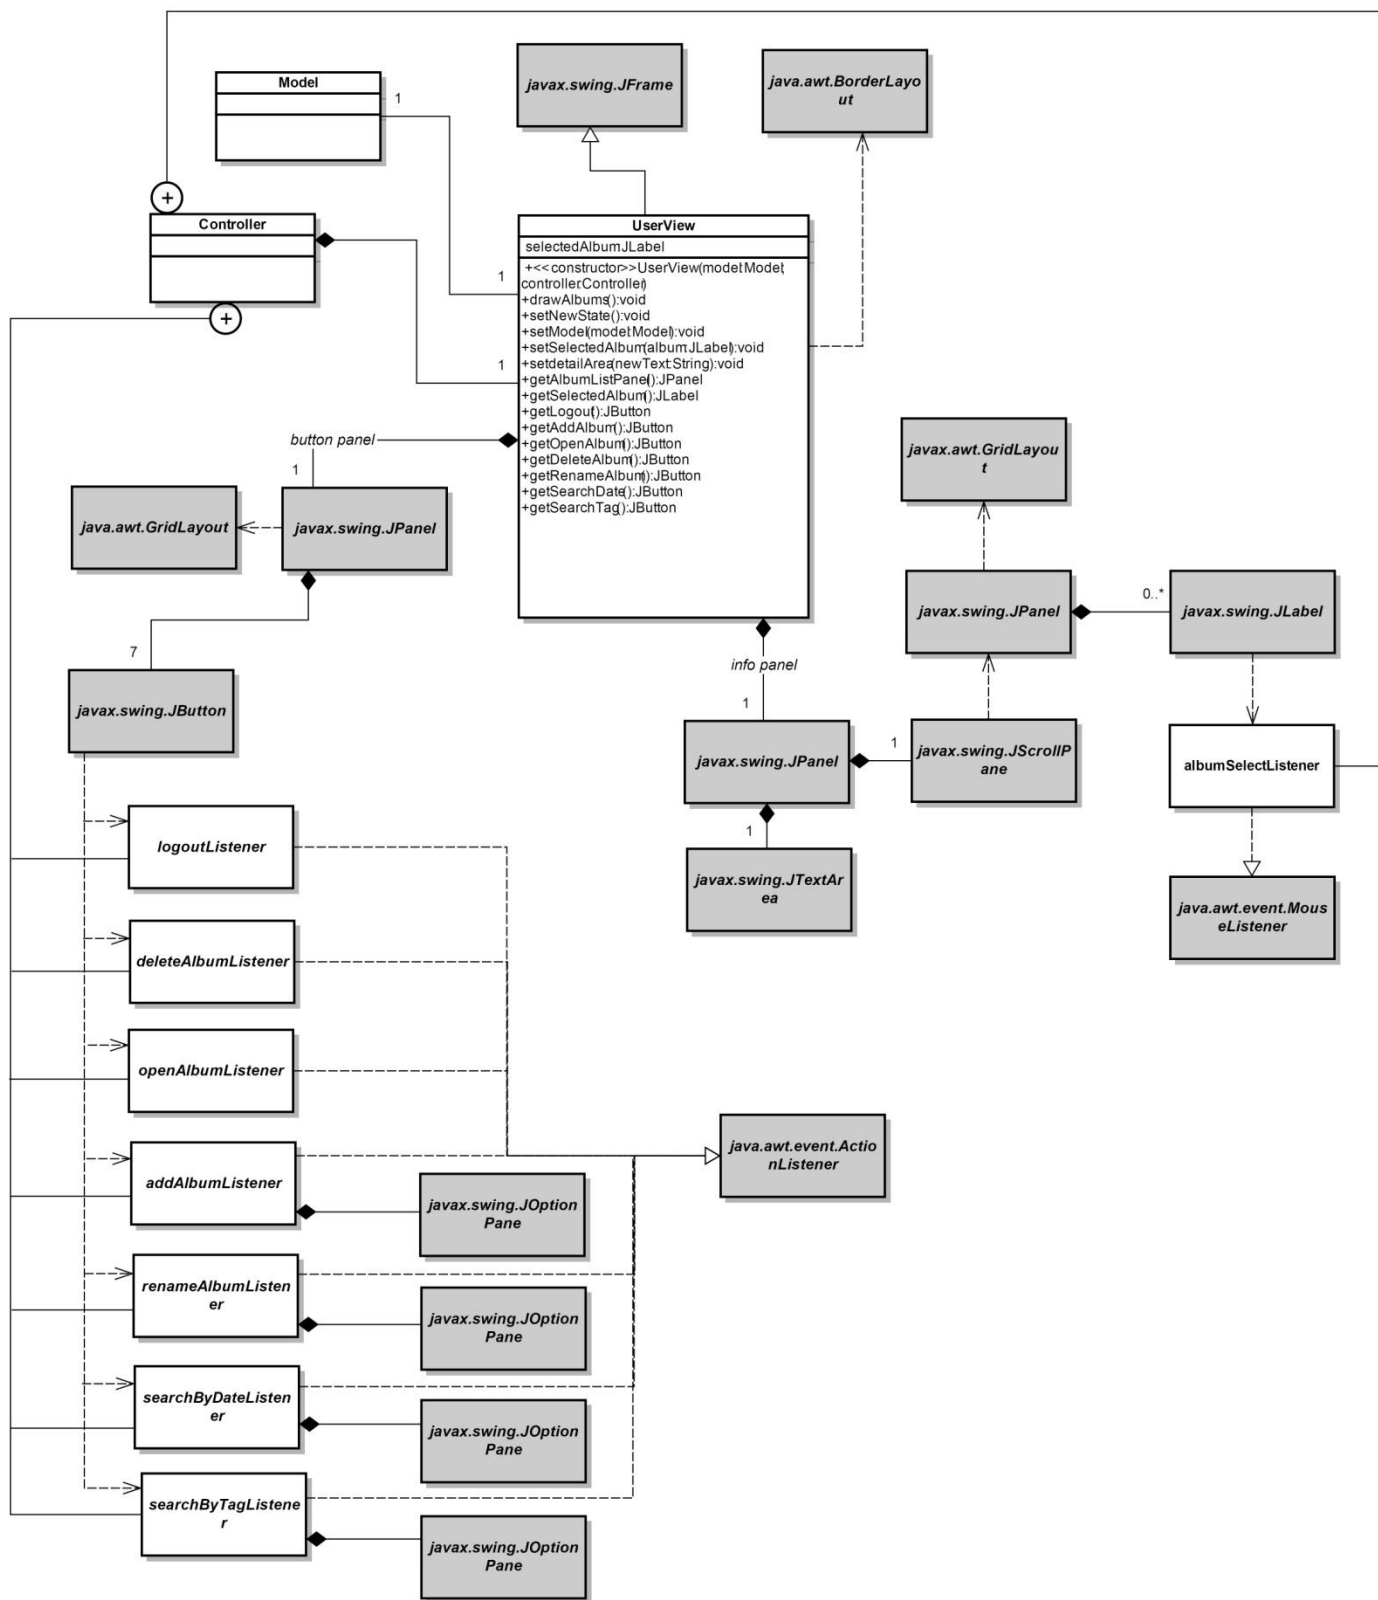 +
Model
1
javax.swing.JFrame
java.awt.BorderLayo
ut
+
Controller
+
UserView
selectedAlbum:JLabel
+<<constructor>>UserView(model:Model,
controller:Controller)
+drawAlbums():void
+setNewState():void
+setModel(model:Model):void
+setSelectedAlbum(album:JLabel):void
+setdetailArea(newText:String):void
+getAlbumListPanel():JPanel
+getSelectedAlbum():JLabel
+getLogout():JButton
+getAddAlbum():JButton
+getOpenAlbum():JButton
+getDeleteAlbum():JButton
+getRenameAlbum():JButton
+getSearchDate():JButton
+getSearchTag():JButton
1
1
button panel
1
java.awt.GridLayout
javax.swing.JPanel
7
javax.swing.JButton
javax.awt.GridLayou
t
javax.swing.JPanel
0..*
javax.swing.JLabel
info panel
1
javax.swing.JPanel
1
javax.swing.JScrollP
ane
albumSelectListener
1
javax.swing.JTextAr
ea
java.awt.event.Mous
eListener
logoutListener
deleteAlbumListener
openAlbumListener
addAlbumListener
java.awt.event.Actio
nListener
javax.swing.JOption
Pane
renameAlbumListen
er
javax.swing.JOption
Pane
searchByDateListen
er
javax.swing.JOption
Pane
searchByTagListene
r
javax.swing.JOption
Pane